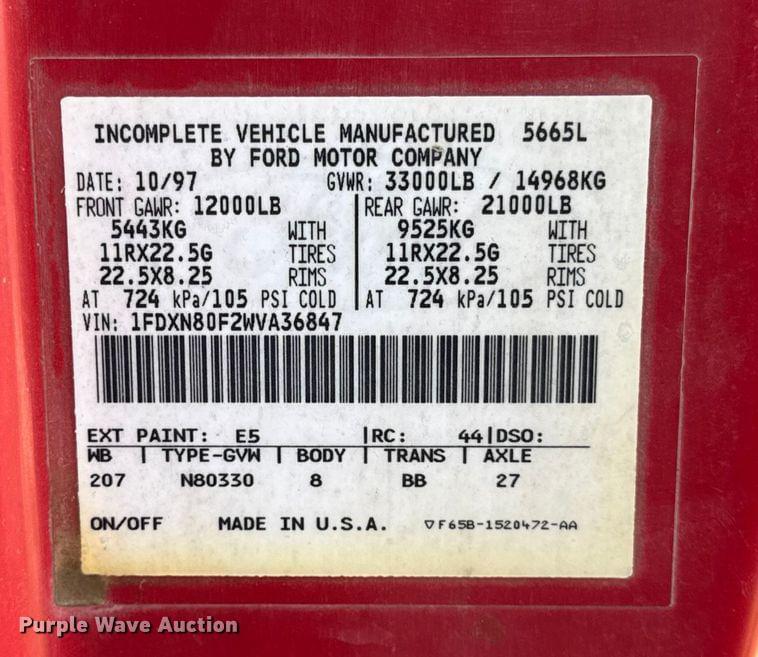 INCOMPLETE VEHICLE MANUFACTURED 5665L
BY FORD MOTOR COMPANY
DATE: 10/97 GVWR: 33000LB / 14968KG
FRONT GAWR: 12000LB REAR GAWR: 21000LB
5443KG WITH 9525KG WITH
11RX22.5G TIRES 11RX22.5G TIRES
22.5X8.25 RIMS 22.5X8.25 RIMS
AT 724 kPa/105 PSI COLD AT 724 kPa/105 PSI COLD
VIN: 1FDXN80F2WVA36847
EXT PAINT: E5 |RC: 44|DSO:
WB | TYPE-GVW | BODY | TRANS | AXLE
207 N80330 8 BB 27
ON/OFF MADE IN U.S.A. ▽F65B-1520472-AA
Purple Wave Auction